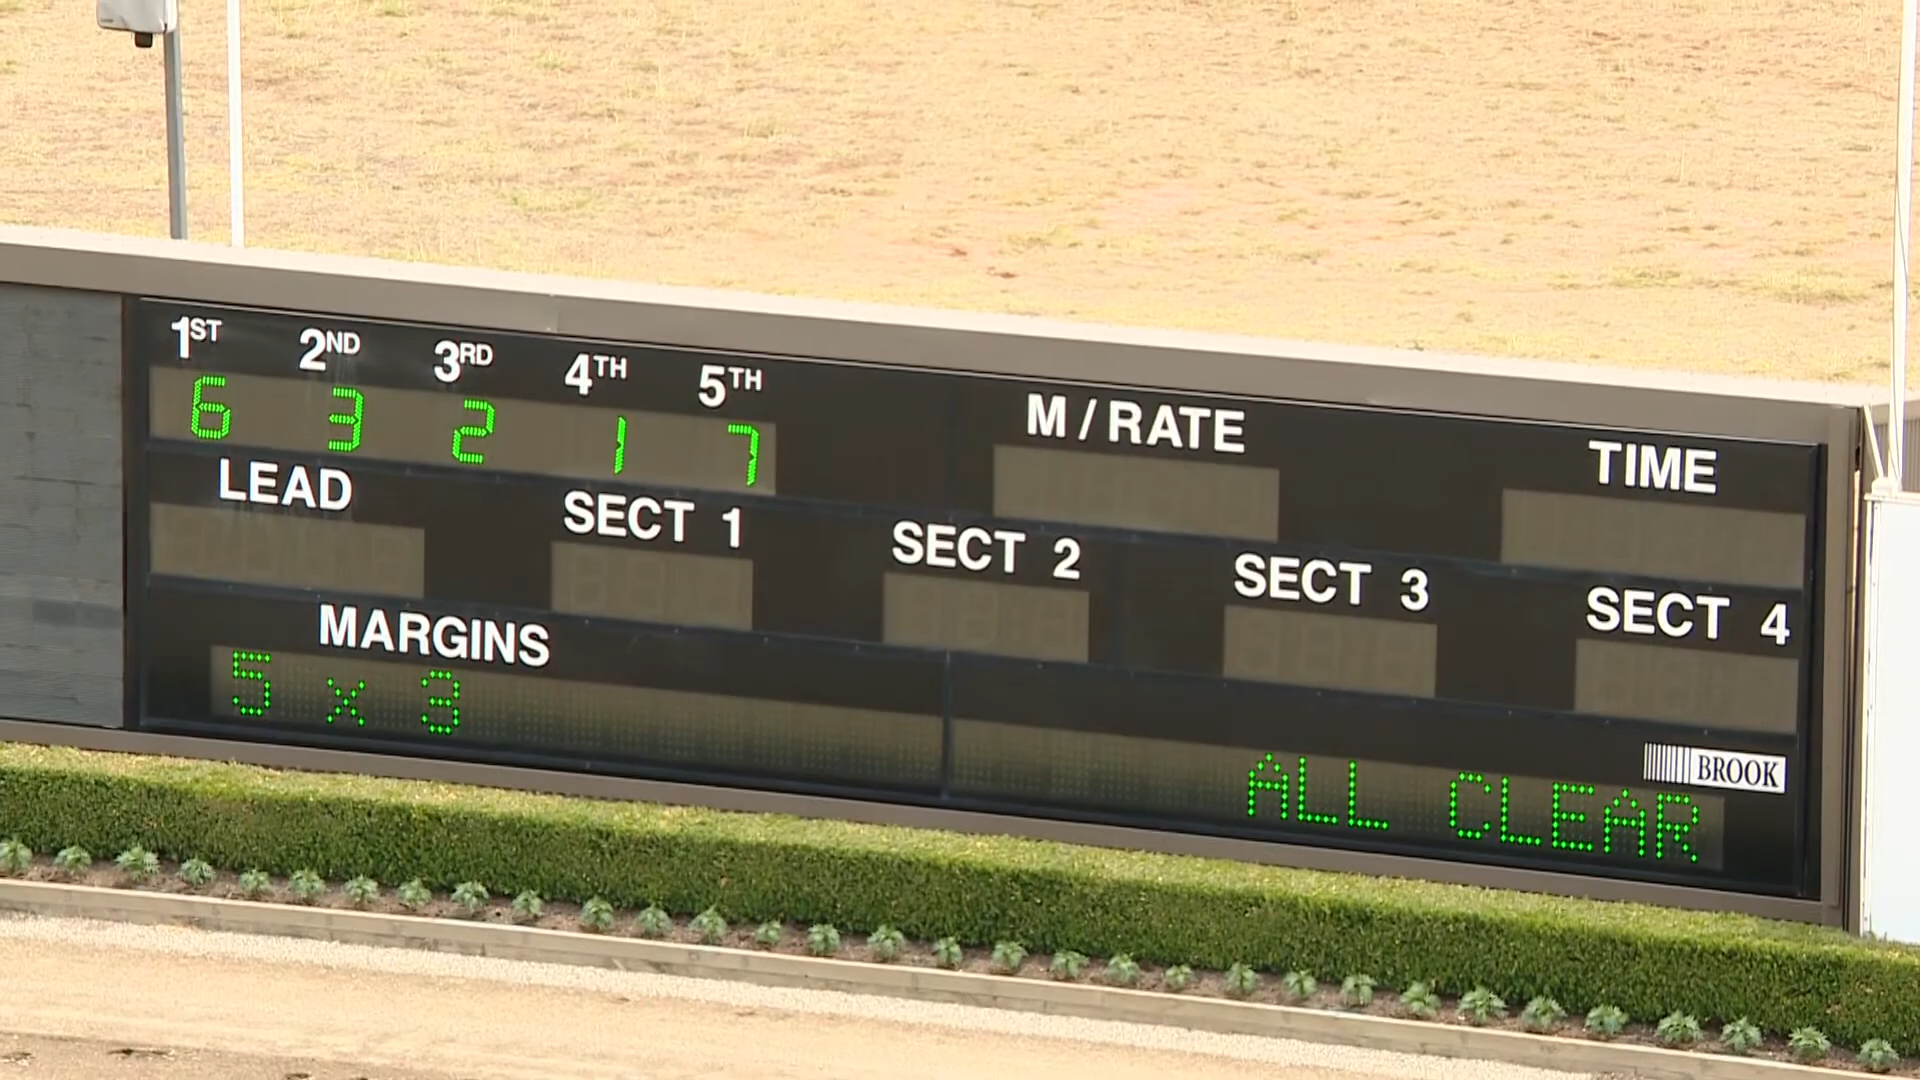 1ST 2ND 3RD 4TH 5TH M / RATE TIME
6 3 2 1 7
LEAD SECT 1 SECT 2 SECT 3 SECT 4
MARGINS
5 x 3
BROOK
ALL CLEAR